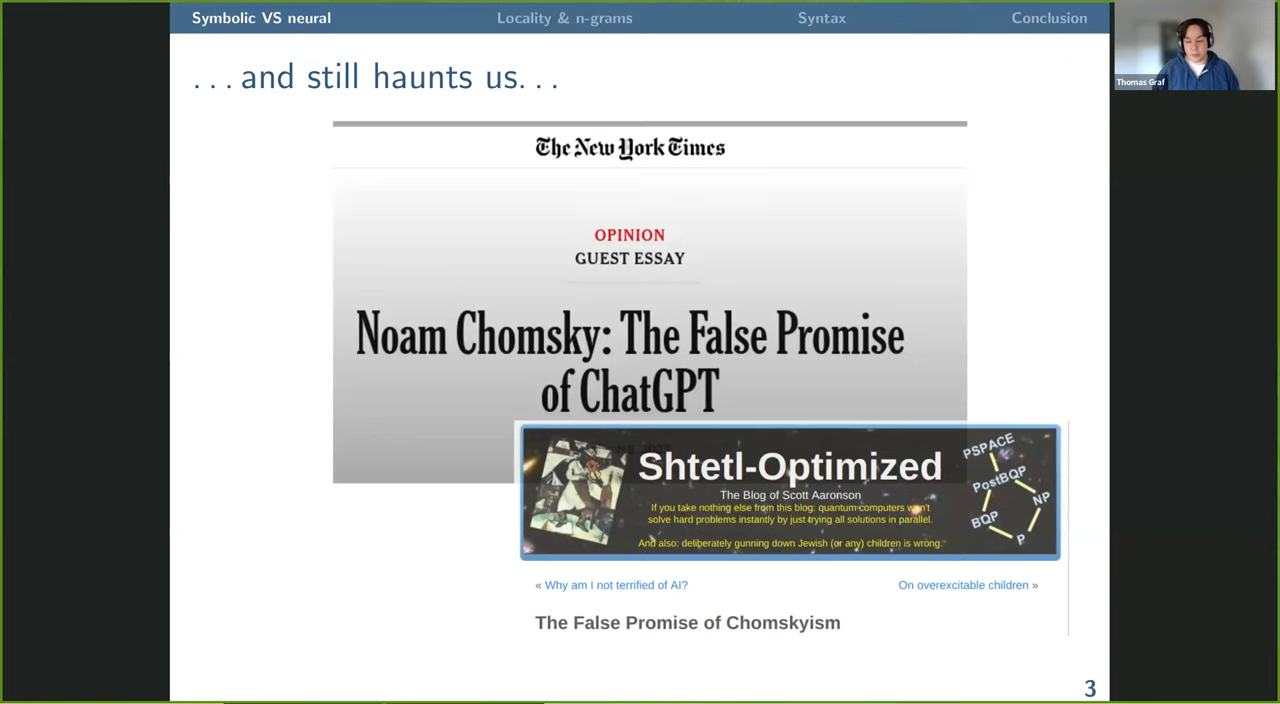 Symbolic VS neural Locality & n-grams Syntax Conclusion
Thomas Graf
...and still haunts us...
The New York Times
OPINION
GUEST ESSAY
Noam Chomsky: The False Promise
of ChatGPT
Shtetl-Optimized
The Blog of Scott Aaronson
If you take nothing else from this blog: quantum computers won't
solve hard problems instantly by just trying all solutions in parallel.
And also: deliberately gunning down Jewish (or any) children is wrong.
PSPACE
PostBQP
NP
BQP
P
« Why am I not terrified of AI? On overexcitable children »
The False Promise of Chomskyism
3